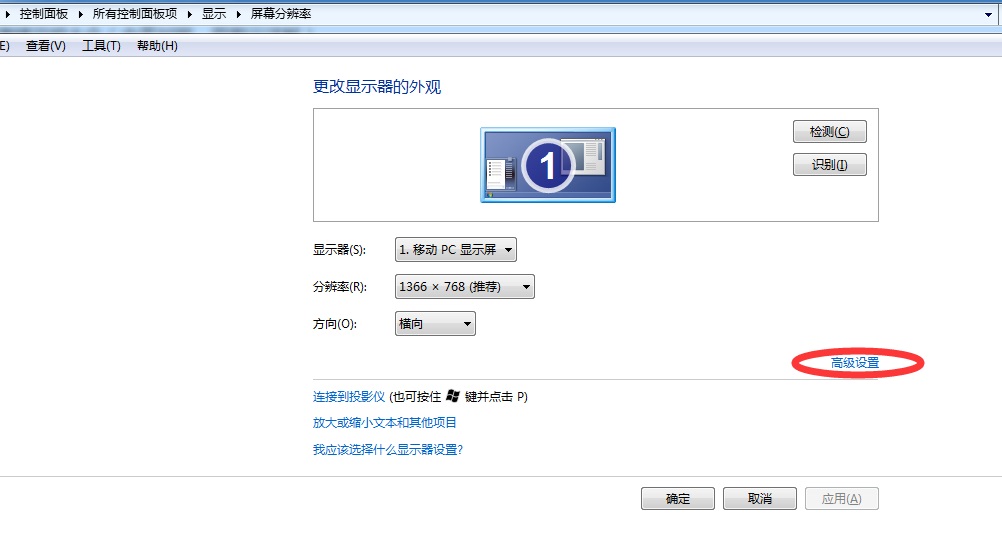 控制面板 ▸ 所有控制面板项 ▸ 显示 ▸ 屏幕分辨率
E) 查看(V) 工具(T) 帮助(H)
更改显示器的外观
1
检测(C)
识别(I)
显示器(S): 1. 移动 PC 显示屏
分辨率(R): 1366 × 768 (推荐)
方向(O): 横向
高级设置
连接到投影仪 (也可按住 键并点击 P)
放大或缩小文本和其他项目
我应该选择什么显示器设置?
确定 取消 应用(A)